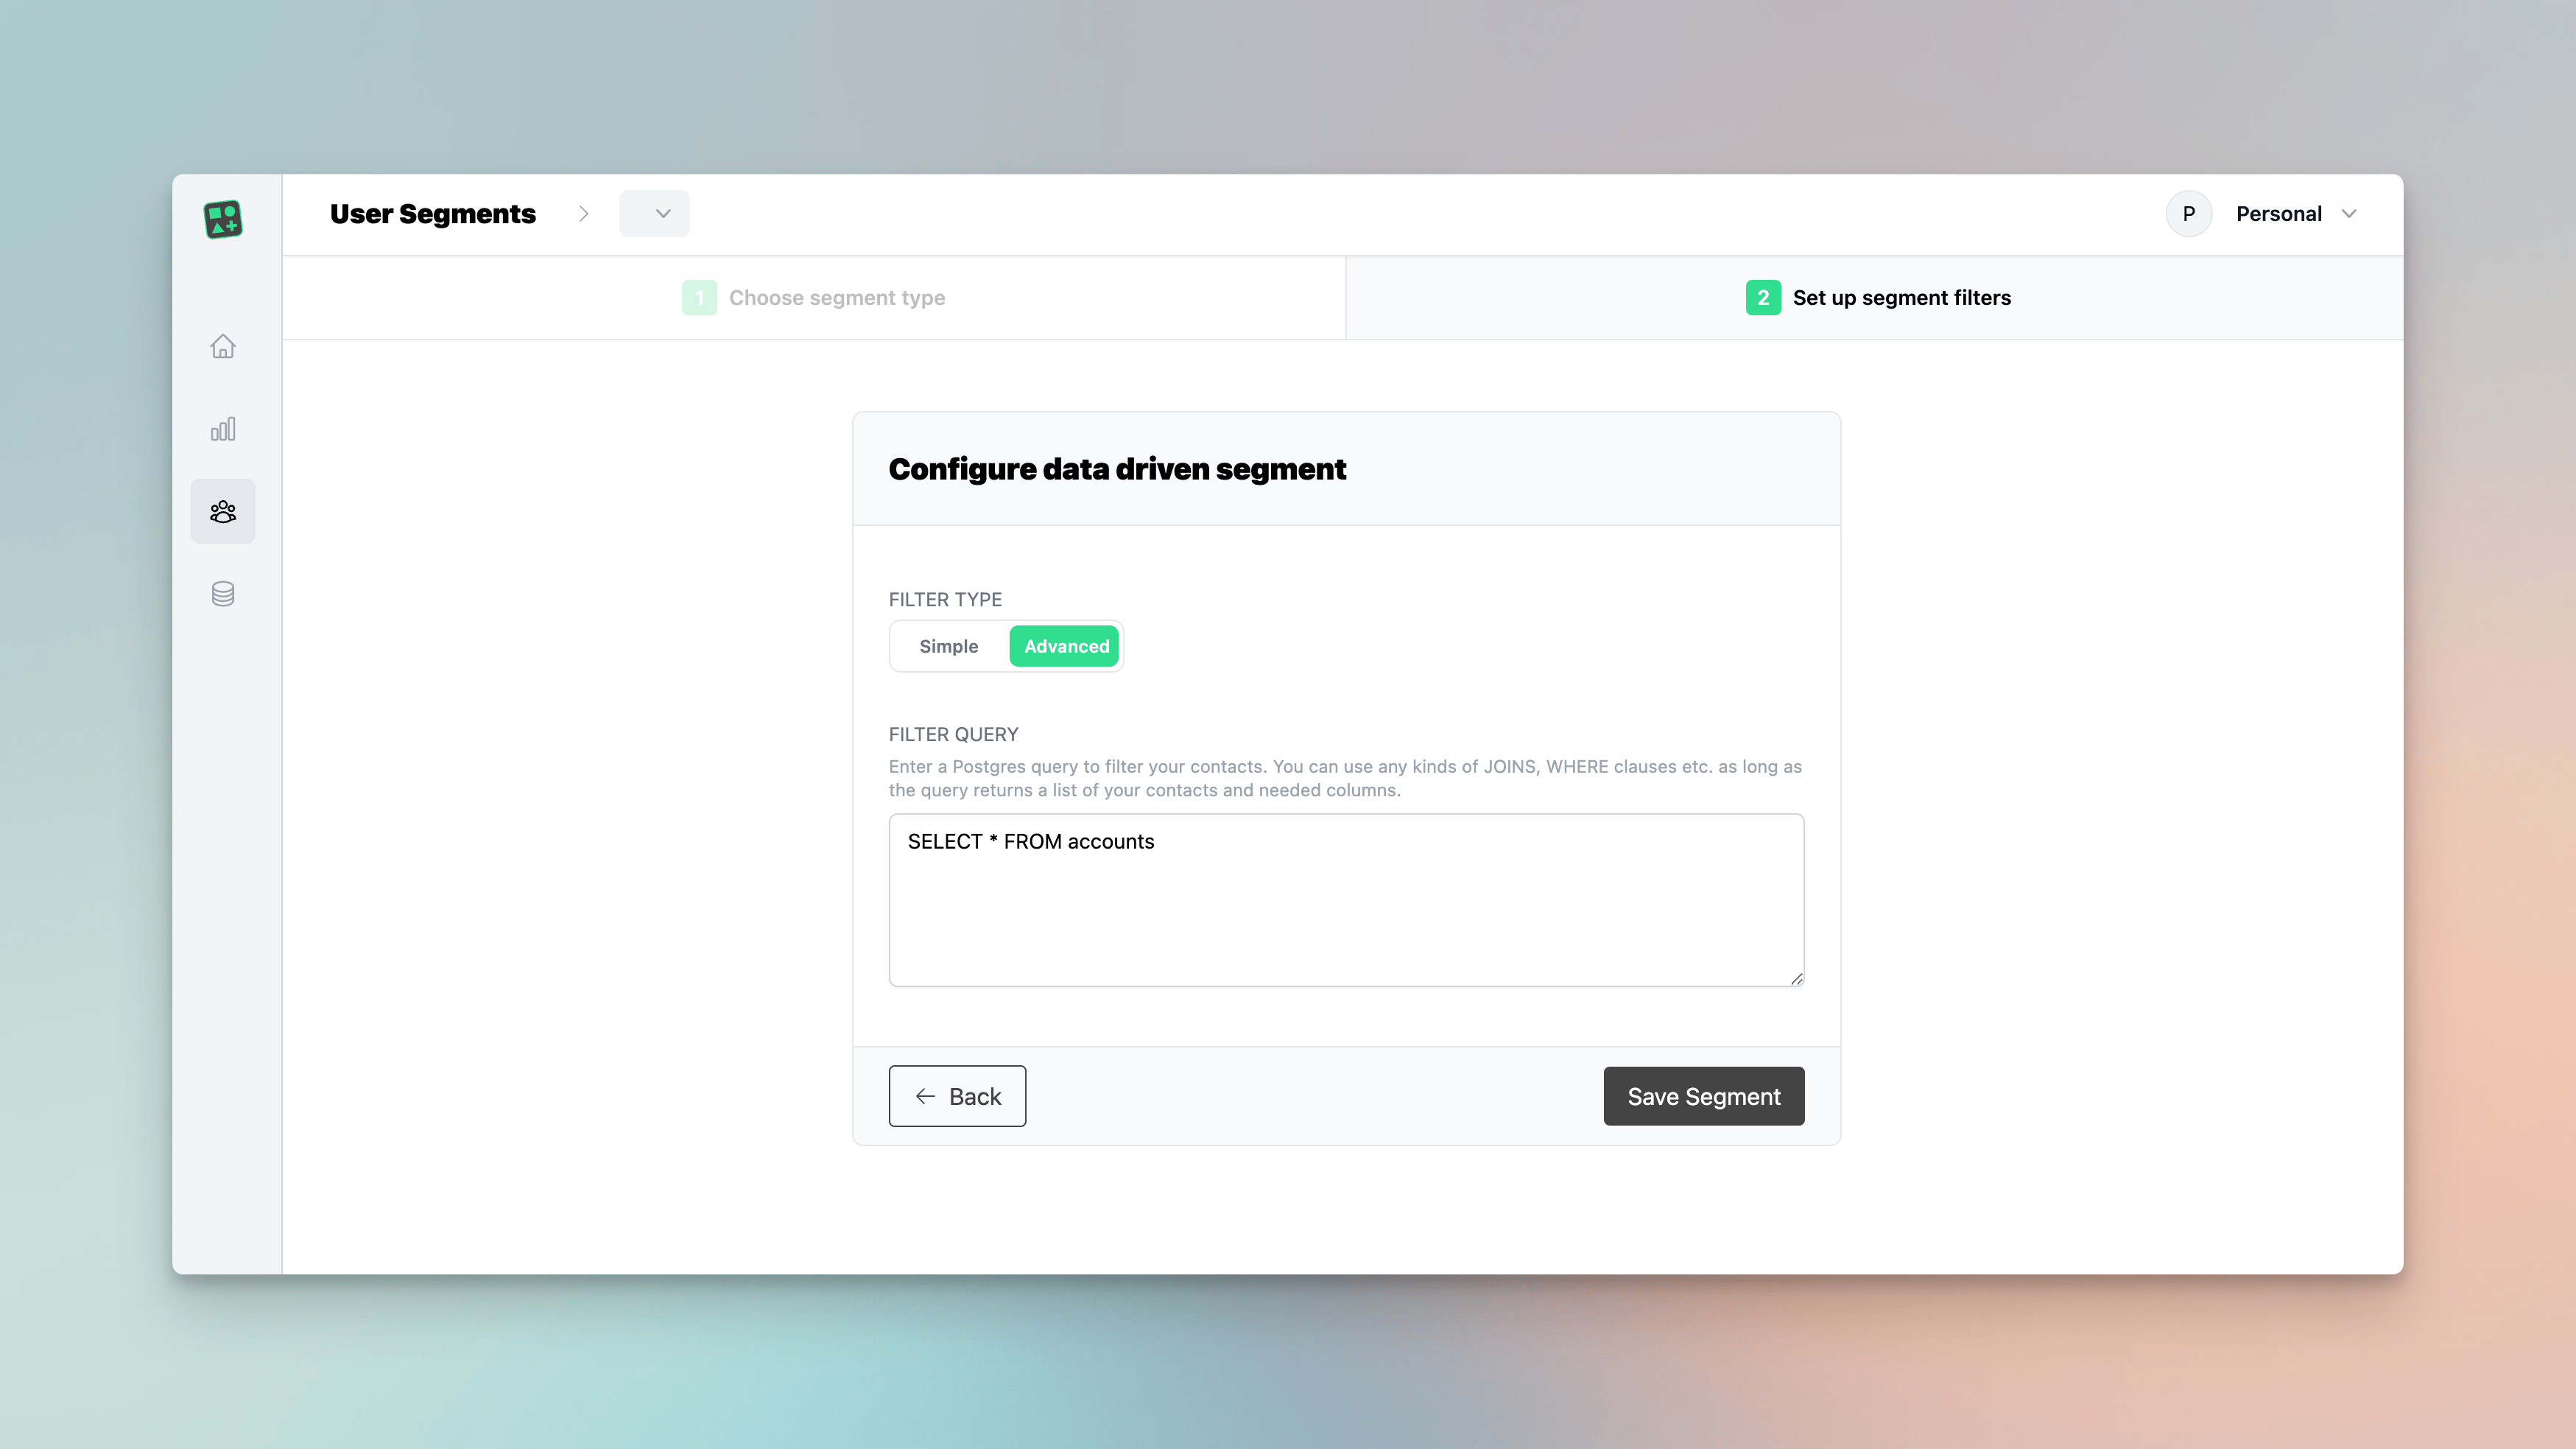 User Segments
P
Personal
1
Choose segment type
2
Set up segment filters
Configure data driven segment
FILTER TYPE
Simple
Advanced
FILTER QUERY
Enter a Postgres query to filter your contacts. You can use any kinds of JOINS, WHERE clauses etc. as long as
the query returns a list of your contacts and needed columns.
SELECT * FROM accounts
Back
Save Segment